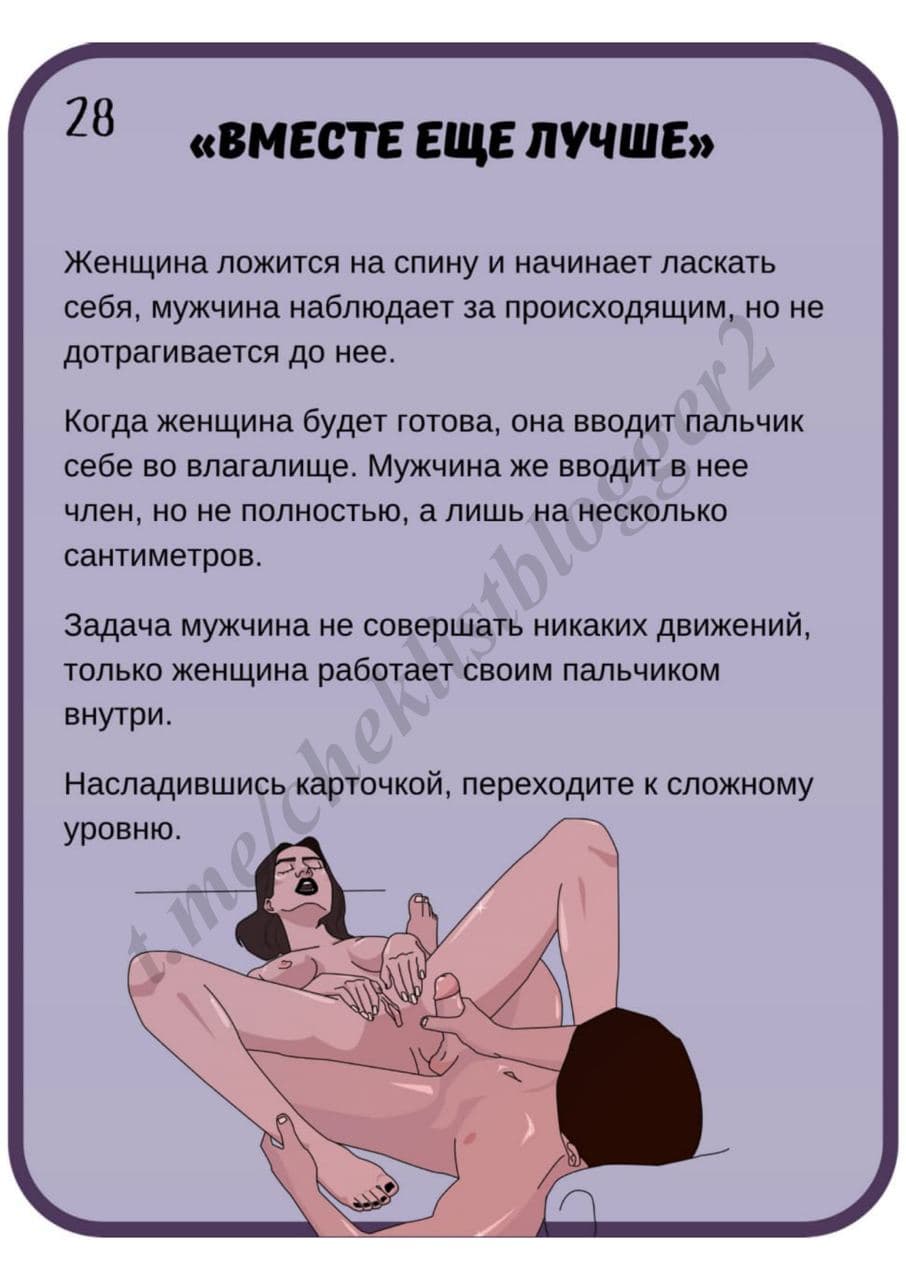 28
«ВМЕСТЕ ЕЩЕ ЛУЧШЕ»
Женщина ложится на спину и начинает ласкать
себя, мужчина наблюдает за происходящим, но не
дотрагивается до нее.
Когда женщина будет готова, она вводит пальчик
себе во влагалище. Мужчина же вводит в нее
член, но не полностью, а лишь на несколько
сантиметров.
Задача мужчина не совершать никаких движений,
только женщина работает своим пальчиком
внутри.
Насладившись карточкой, переходите к сложному
уровню.
t.me/cheklistblogger2